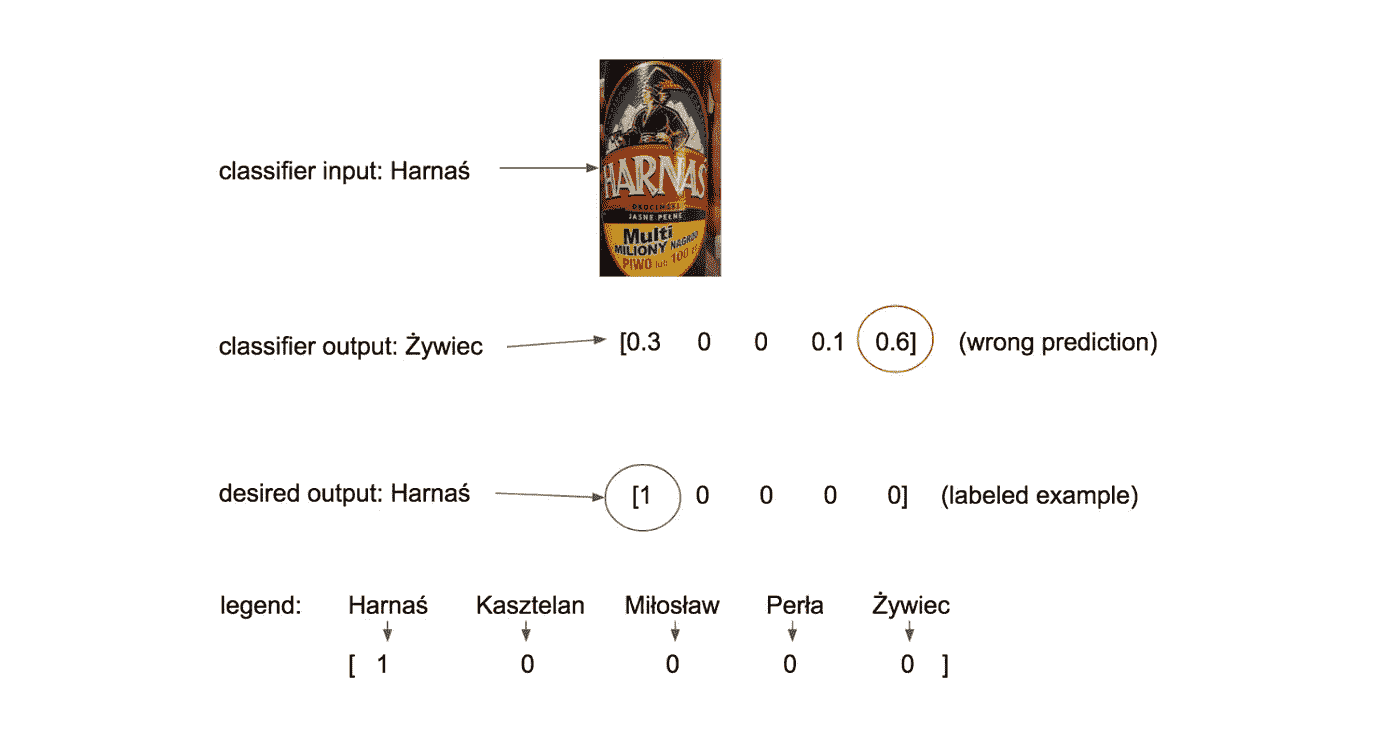 classifier input: Harnaś
HARNAŚ
OKOCIMSKI
JASNE PEŁNE
Multi
MILIONY NAGRÓD
PIWO lub 100 zł
classifier output: Żywiec [0.3 0 0 0.1 0.6] (wrong prediction)
desired output: Harnaś [1 0 0 0 0] (labeled example)
legend: Harnaś Kasztelan Miłosław Perła Żywiec
[ 1 0 0 0 0 ]